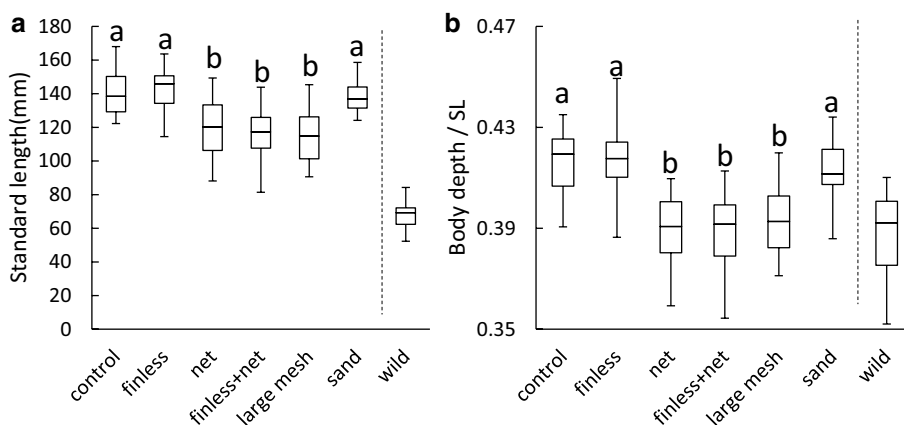 a
Standard length(mm)
180
160
140
120
100
80
60
40
20
0
a a b b b a
control finless net finless+net large mesh sand wild
b
Body depth / SL
0.47
0.43
0.39
0.35
a a b b b a
control finless net finless+net large mesh sand wild